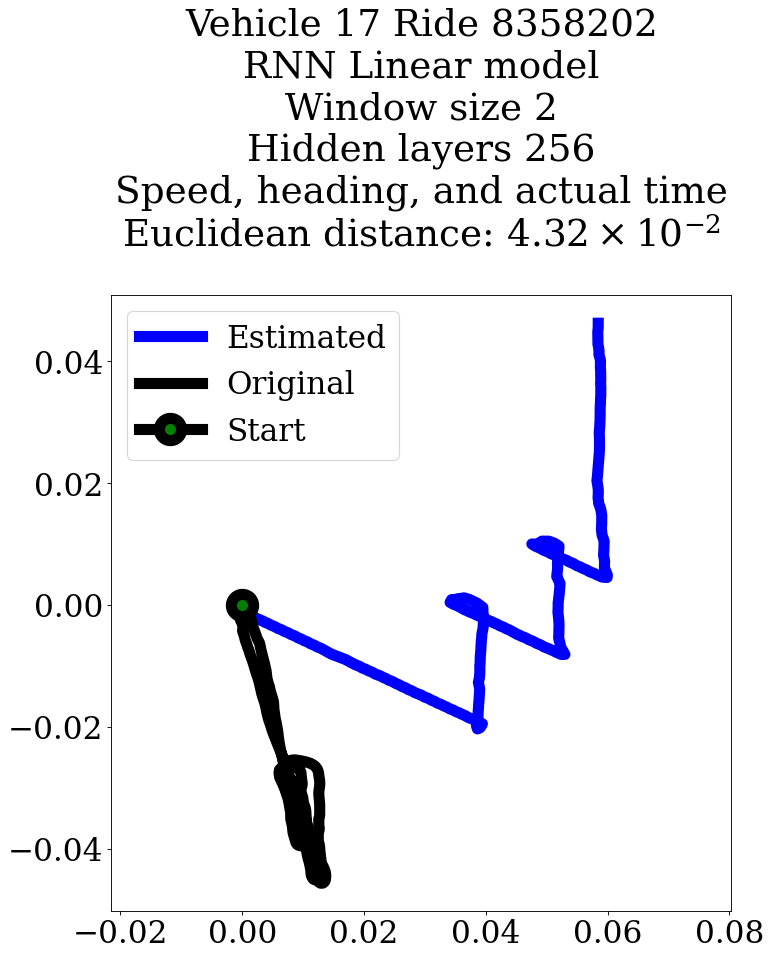 Vehicle 17 Ride 8358202
RNN Linear model
Window size 2
Hidden layers 256
Speed, heading, and actual time
Euclidean distance: 4.32 × 10⁻²
Estimated
Original
Start
0.04
0.02
0.00
−0.02
−0.04
−0.02 0.00 0.02 0.04 0.06 0.08